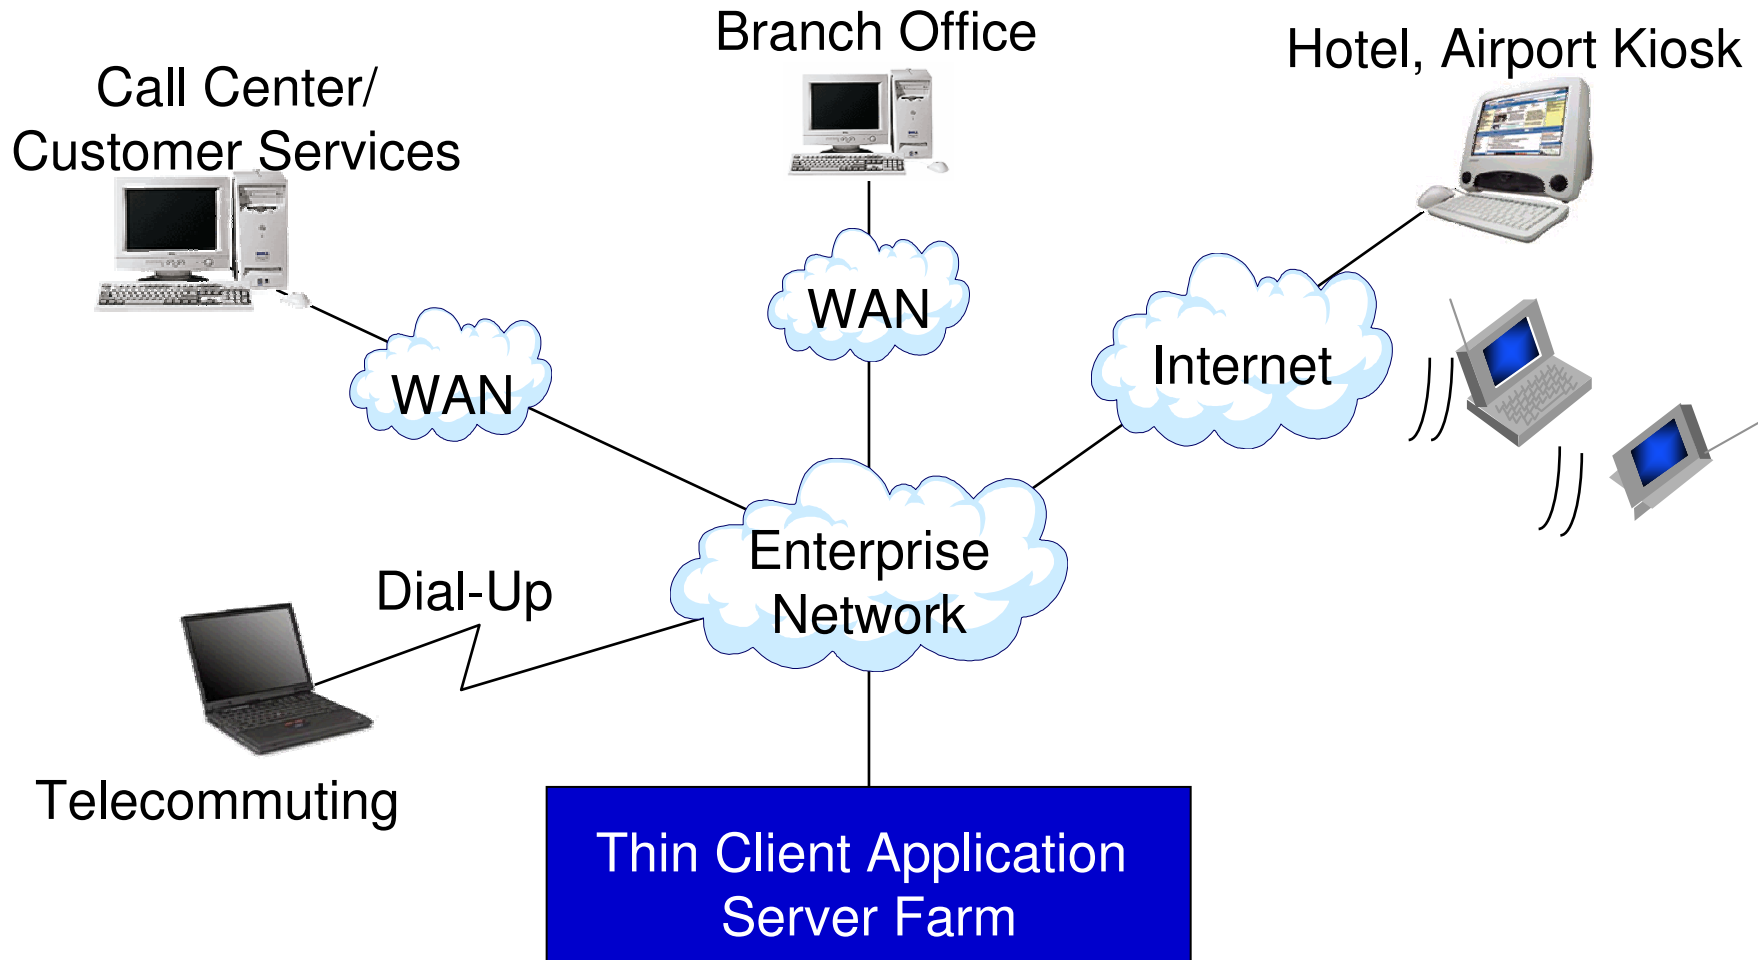 Branch Office
Hotel, Airport Kiosk
Call Center/
Customer Services
WAN
Internet
WAN
Enterprise
Network
Dial-Up
Telecommuting
Thin Client Application
Server Farm